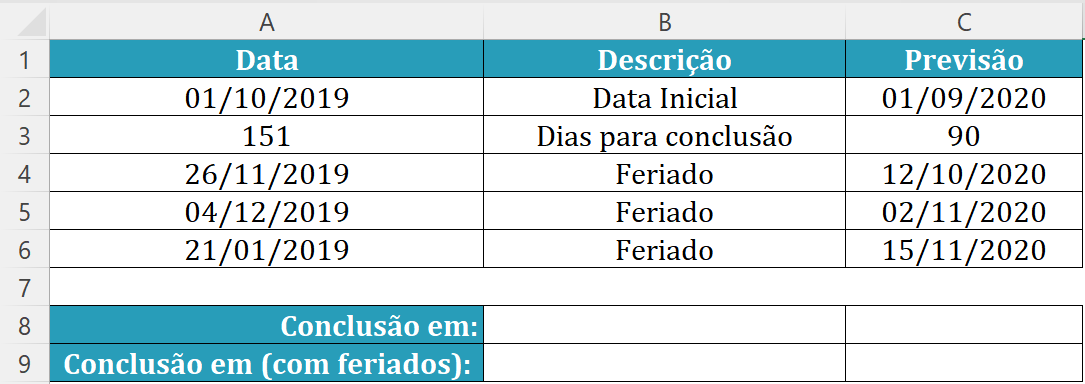 A B C
1 Data Descrição Previsão
2 01/10/2019 Data Inicial 01/09/2020
3 151 Dias para conclusão 90
4 26/11/2019 Feriado 12/10/2020
5 04/12/2019 Feriado 02/11/2020
6 21/01/2019 Feriado 15/11/2020
7
8 Conclusão em:
9 Conclusão em (com feriados):